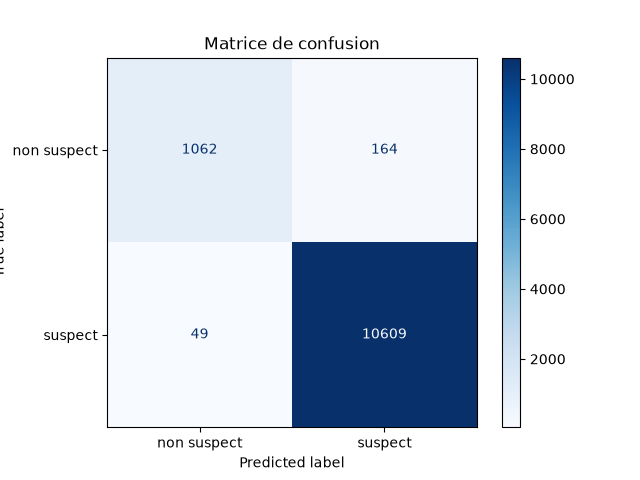 Matrice de confusion
non suspect
1062
164
suspect
49
10609
non suspect
suspect
Predicted label
10000
8000
6000
4000
2000